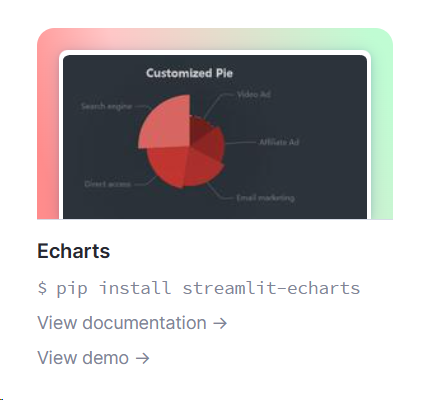 Customized Pie
Video Ad
Search engine
Affiliate Ad
Direct access
Email marketing
Echarts
$ pip install streamlit-echarts
View documentation →
View demo →